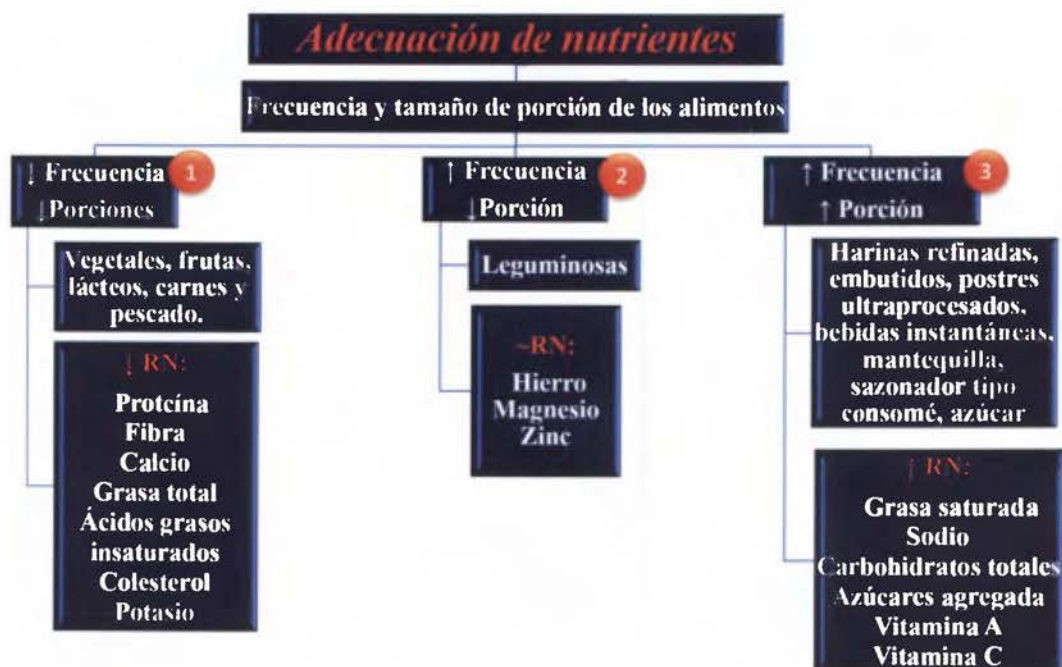 Adecuación de nutrientes
Frecuencia y tamaño de porción de los alimentos
↓ Frecuencia
↓Porciones
1
Vegetales, frutas,
lácteos, carnes y
pescado.
↓ RN:
Proteína
Fibra
Calcio
Grasa total
Ácidos grasos
insaturados
Colesterol
Potasio
↑ Frecuencia
↓Porción
2
Leguminosas
~RN:
Hierro
Magnesio
Zinc
↑ Frecuencia
↑ Porción
3
Harinas refinadas,
embutidos, postres
ultraprocesados,
bebidas instantáneas,
mantequilla,
sazonador tipo
consomé, azúcar
↑ RN:
Grasa saturada
Sodio
Carbohidratos totales
Azúcares agregada
Vitamina A
Vitamina C